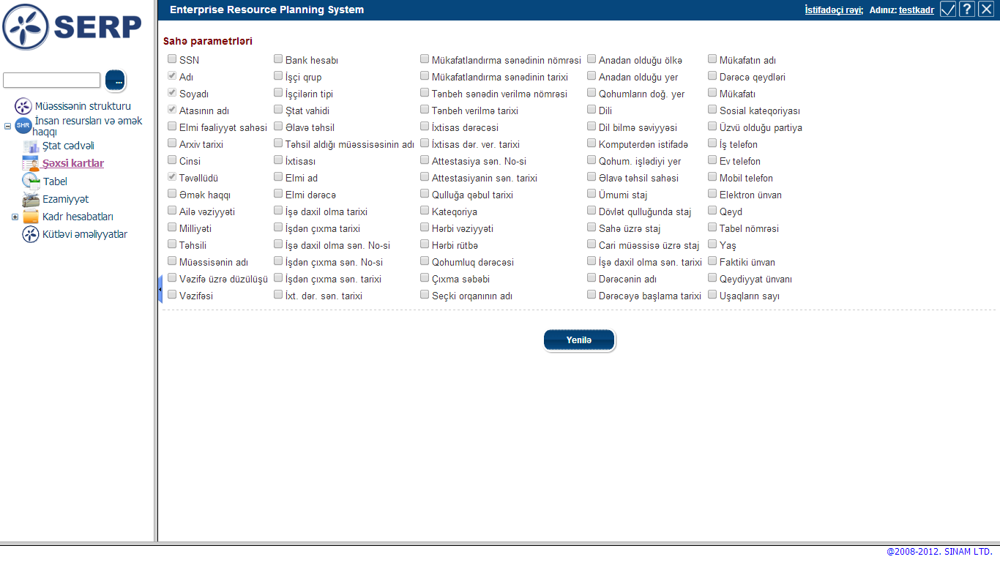 SERP
Enterprise Resource Planning System
İstifadəçi rəyi; Adınız: testkadr
...
Müəssisənin strukturu
SHR
İnsan resursları və əmək
haqqı
Ştat cədvəli
Şəxsi kartlar
Tabel
Ezamiyyət
Kadr hesabatları
Kütləvi əməliyyatlar
Sahə parametrləri
SSN Bank hesabı Mükafatlandırma sənədinin nömrəsi Anadan olduğu ölkə Mükafatın adı
Adı İşçi qrup Mükafatlandırma sənədinin tarixi Anadan olduğu yer Dərəcə qeydləri
Soyadı İşçilərin tipi Tənbeh sənədin verilmə nömrəsi Qohumların doğ. yer Mükafatı
Atasının adı Ştat vahidi Tənbeh verilmə tarixi Dili Sosial kateqoriyası
Elmi fəaliyyət sahəsi Əlavə təhsil İxtisas dərəcəsi Dil bilmə səviyyəsi Üzvü olduğu partiya
Arxiv tarixi Təhsil aldığı müəssisəsinin adı İxtisas dər. ver. tarixi Komputerdən istifadə İş telefon
Cinsi İxtisası Attestasiya sən. No-si Qohum. işlədiyi yer Ev telefon
Təvəllüdü Elmi ad Attestasiyanin sən. tarixi Əlavə təhsil sahəsi Mobil telefon
Əmək haqqı Elmi dərəcə Qulluğa qəbul tarixi Ümumi staj Elektron ünvan
Ailə vəziyyəti İşə daxil olma tarixi Kateqoriya Dövlət qulluğunda staj Qeyd
Milliyəti İşdən çıxma tarixi Hərbi vəziyyəti Sahə üzrə staj Tabel nömrəsi
Təhsili İşə daxil olma sən. No-si Hərbi rütbə Cari müəssisə üzrə staj Yaş
Müəssisənin adı İşdən çıxma sən. No-si Qohumluq dərəcəsi İşə daxil olma sən. tarixi Faktiki ünvan
Vəzifə üzrə düzülüşü İşdən çıxma sən. tarixi Çıxma səbəbi Dərəcənin adı Qeydiyyat ünvanı
Vəzifəsi İxt. dər. sən. tarixi Seçki orqanının adı Dərəcəyə başlama tarixi Uşaqların sayı
Yenilə
@2008-2012. SINAM LTD.